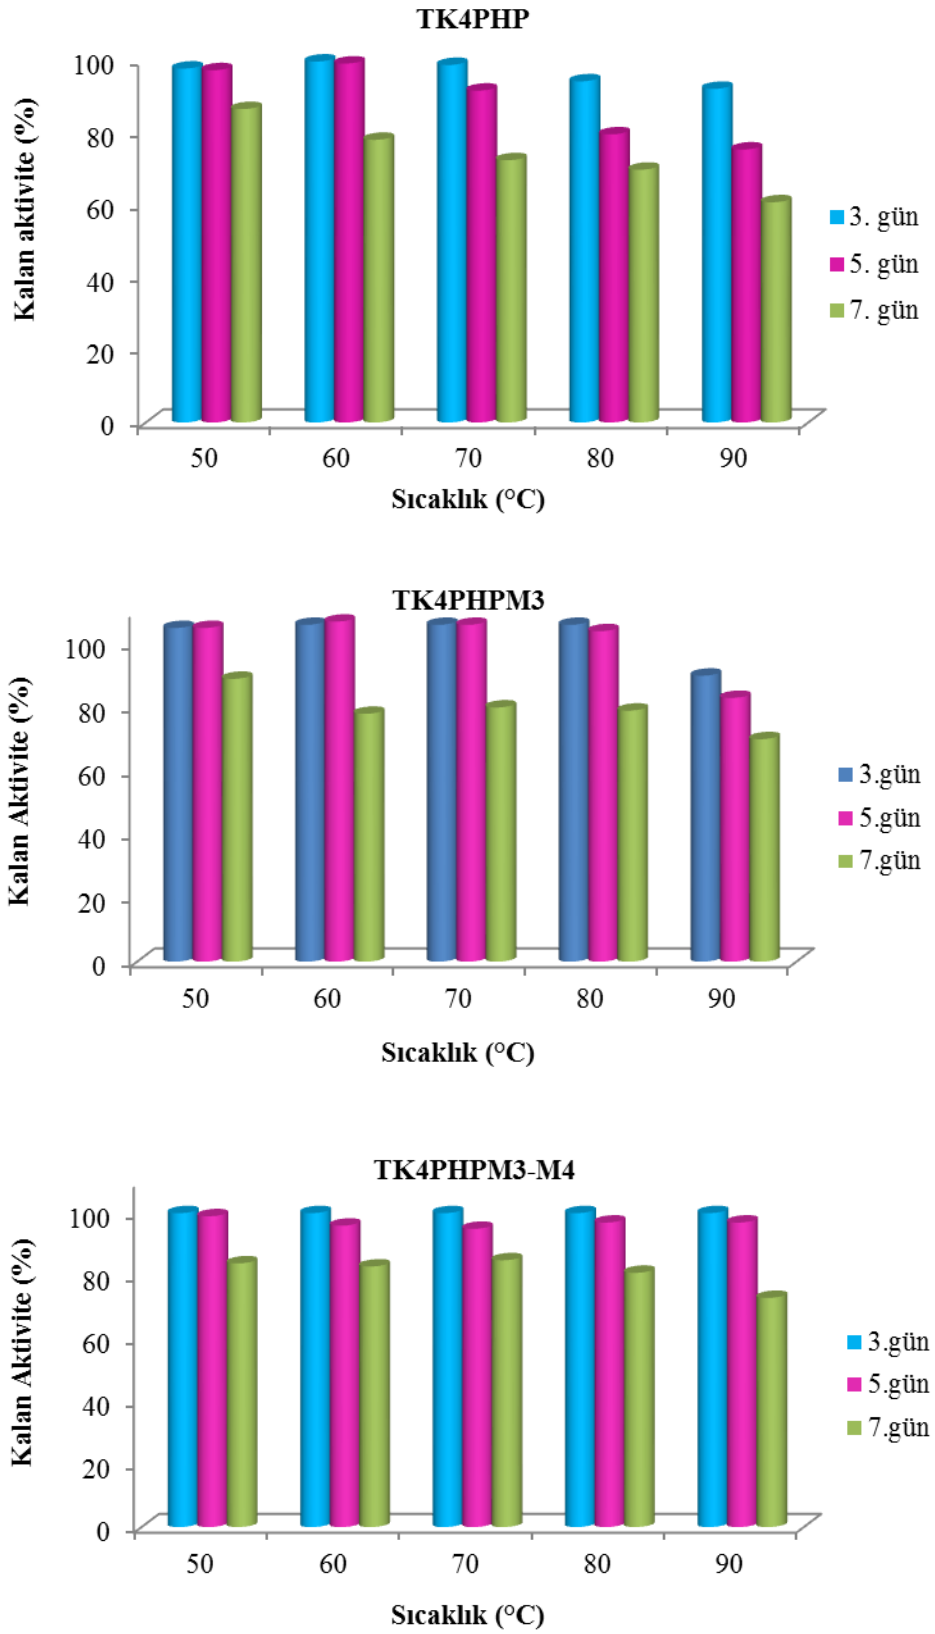 TK4PHP
Kalan aktivite (%)
100
80
60
40
20
0
50 60 70 80 90
Sıcaklık (°C)
3. gün
5. gün
7. gün
TK4PHPM3
Kalan Aktivite (%)
100
80
60
40
20
0
50 60 70 80 90
Sıcaklık (°C)
3.gün
5.gün
7.gün
TK4PHPM3-M4
Kalan Aktivite (%)
100
80
60
40
20
0
50 60 70 80 90
Sıcaklık (°C)
3.gün
5.gün
7.gün